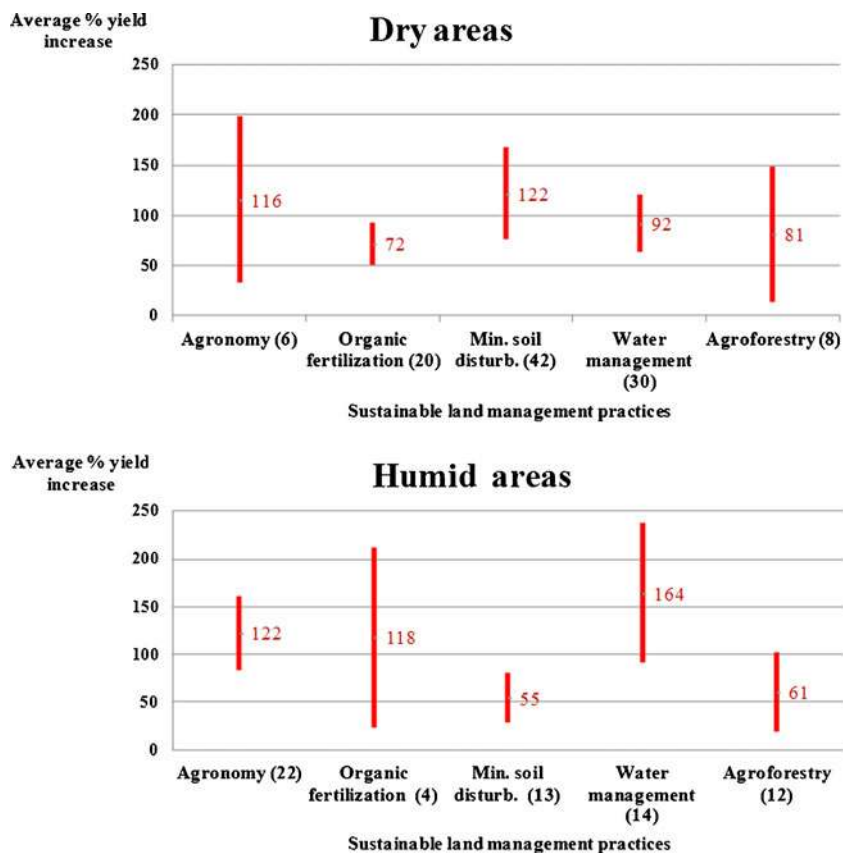 Average % yield
increase
Dry areas
250
200
150
100
50
0
116
72
122
92
81
Agronomy (6)
Organic
fertilization (20)
Min. soil
disturb. (42)
Water
management
(30)
Agroforestry (8)
Sustainable land management practices
Average % yield
increase
Humid areas
250
200
150
100
50
0
122
118
55
164
61
Agronomy (22)
Organic
fertilization (4)
Min. soil
disturb. (13)
Water
management
(14)
Agroforestry
(12)
Sustainable land management practices